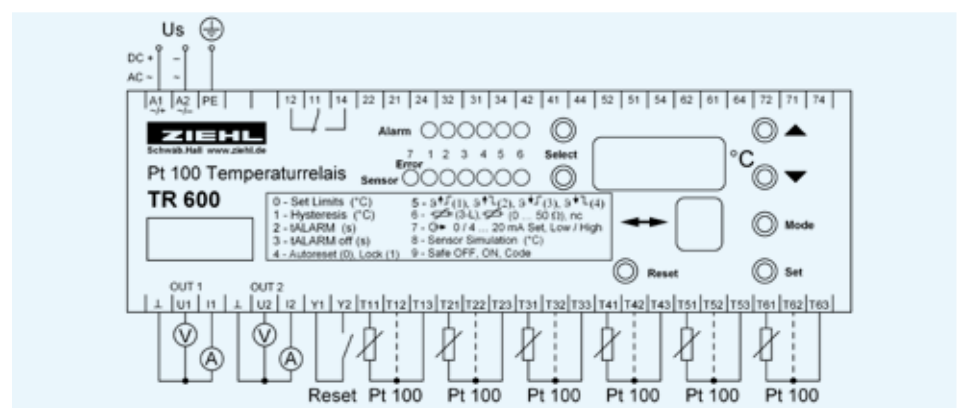 Us
DC + –
AC ~ ~
A1 A2 PE 12 11 14 22 21 24 32 31 34 42 41 44 52 51 54 62 61 64 72 71 74
~/+ ~/–
ZIEHL
Schwäb.Hall www.ziehl.de
Alarm
7 1 2 3 4 5 6 Select
Error
Sensor
°C
Pt 100 Temperaturrelais
TR 600
0 - Set Limits (°C)
1 - Hysteresis (°C)
2 - tALARM (s)
3 - tALARM off (s)
4 - Autoreset (0), Lock (1)
5 - (1), (2), (3), (4)
6 - (3-L), (0 ... 50 Ω), nc
7 - 0 / 4 ... 20 mA Set, Low / High
8 - Sensor Simulation (°C)
9 - Safe OFF, ON, Code
Mode
Reset
Set
OUT 1 OUT 2
⊥ U1 I1 ⊥ U2 I2 Y1 Y2 T11 T12 T13 T21 T22 T23 T31 T32 T33 T41 T42 T43 T51 T52 T53 T61 T62 T63
V V
A A
Reset Pt 100 Pt 100 Pt 100 Pt 100 Pt 100 Pt 100